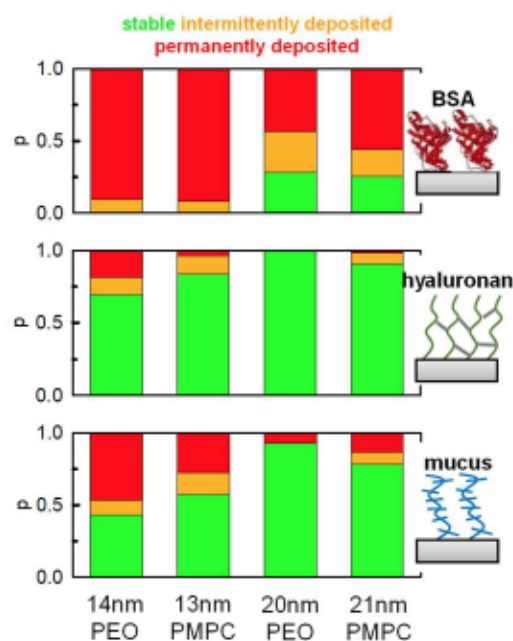 stable intermittently deposited
permanently deposited
1.0
BSA
p
0.5
0.0
1.0
hyaluronan
p
0.5
0.0
1.0
mucus
p
0.5
0.0
14nm 13nm 20nm 21nm
PEO PMPC PEO PMPC